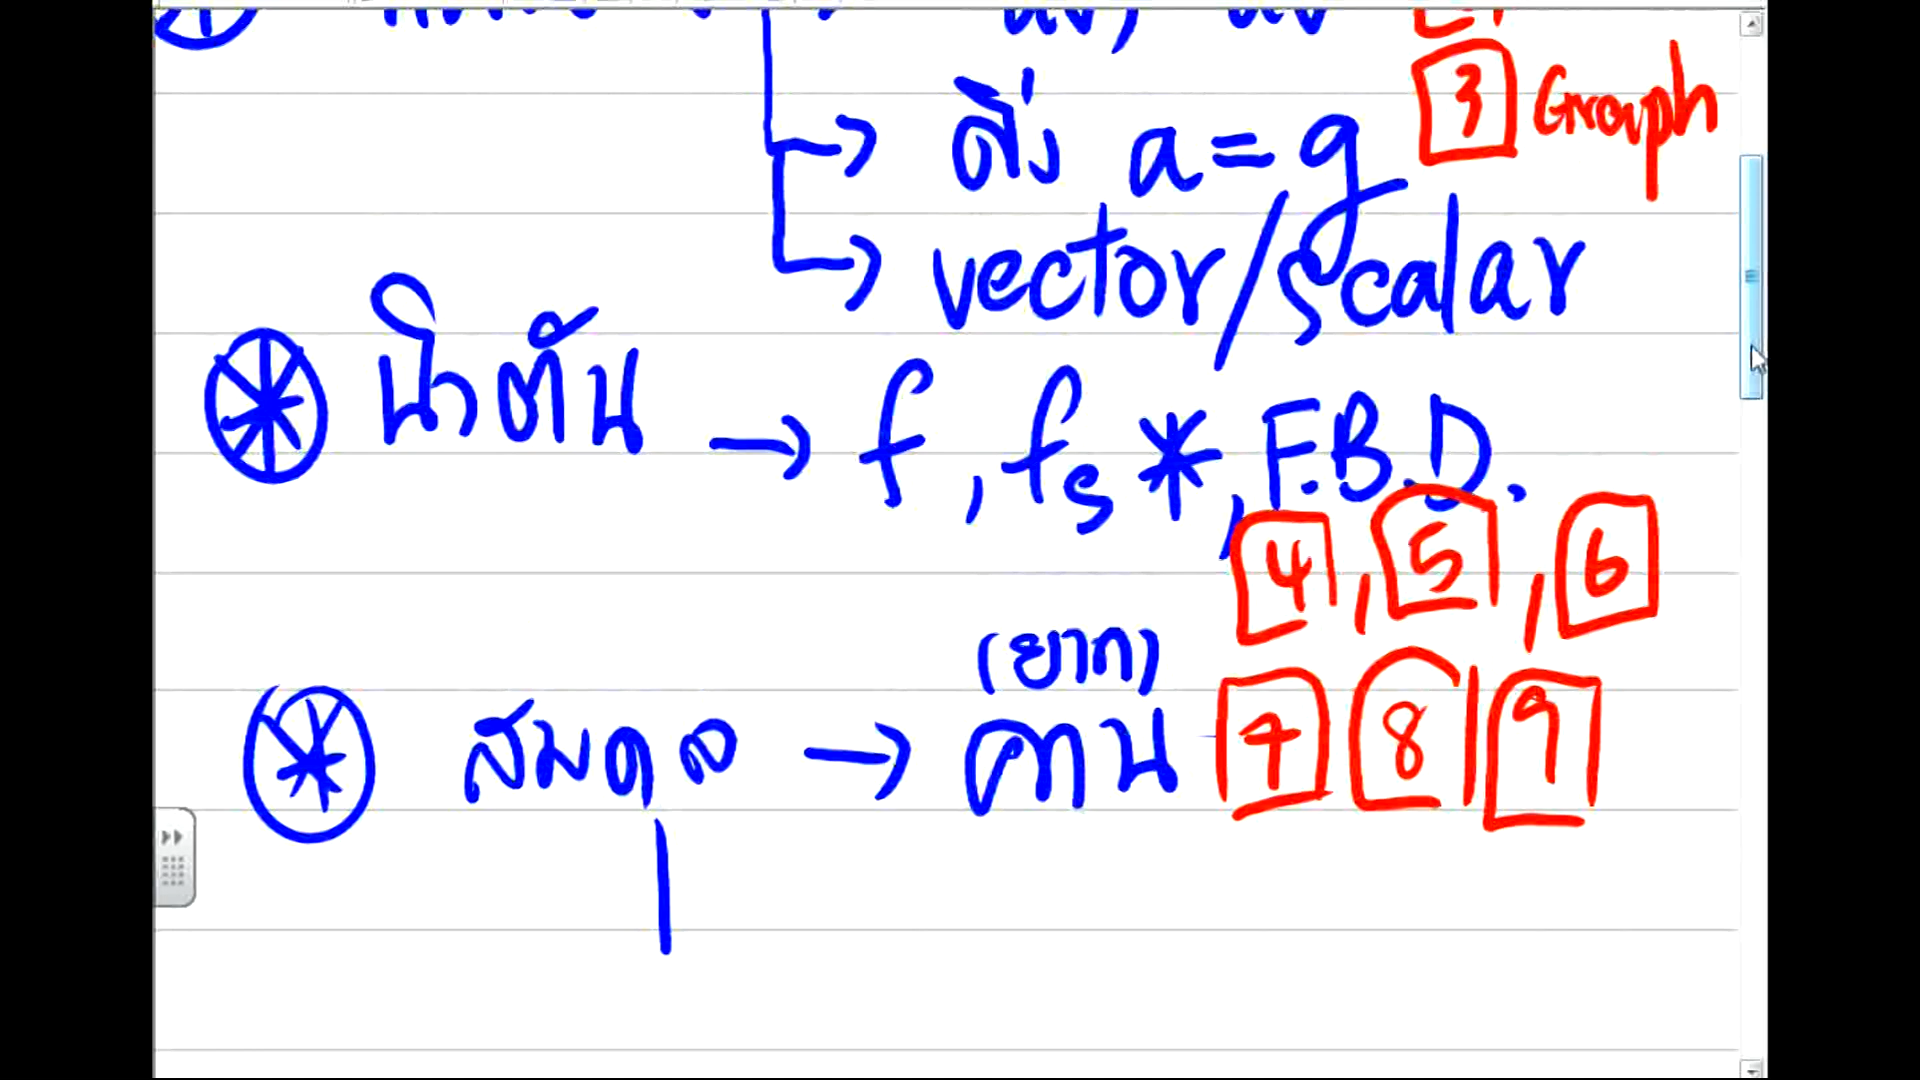 3 Graph
→ ดิ่ง a = g
→ vector/scalar
นิวตัน → f, fs *, F.B.D.
4, 5, 6
(ยาก)
สมดุล → คาน 7 8 9